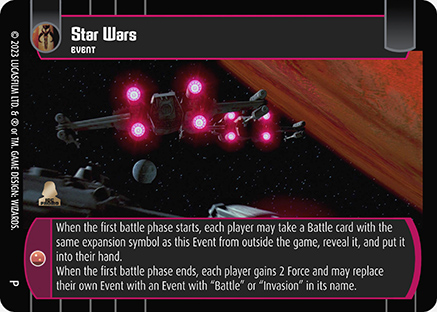 Star Wars
EVENT
© 2023 LUCASFILM LTD. & ® or TM. GAME DESIGN: WIZARDS.
P
When the first battle phase starts, each player may take a Battle card with the
same expansion symbol as this Event from outside the game, reveal it, and put it
into their hand.
When the first battle phase ends, each player gains 2 Force and may replace
their own Event with an Event with “Battle” or “Invasion” in its name.